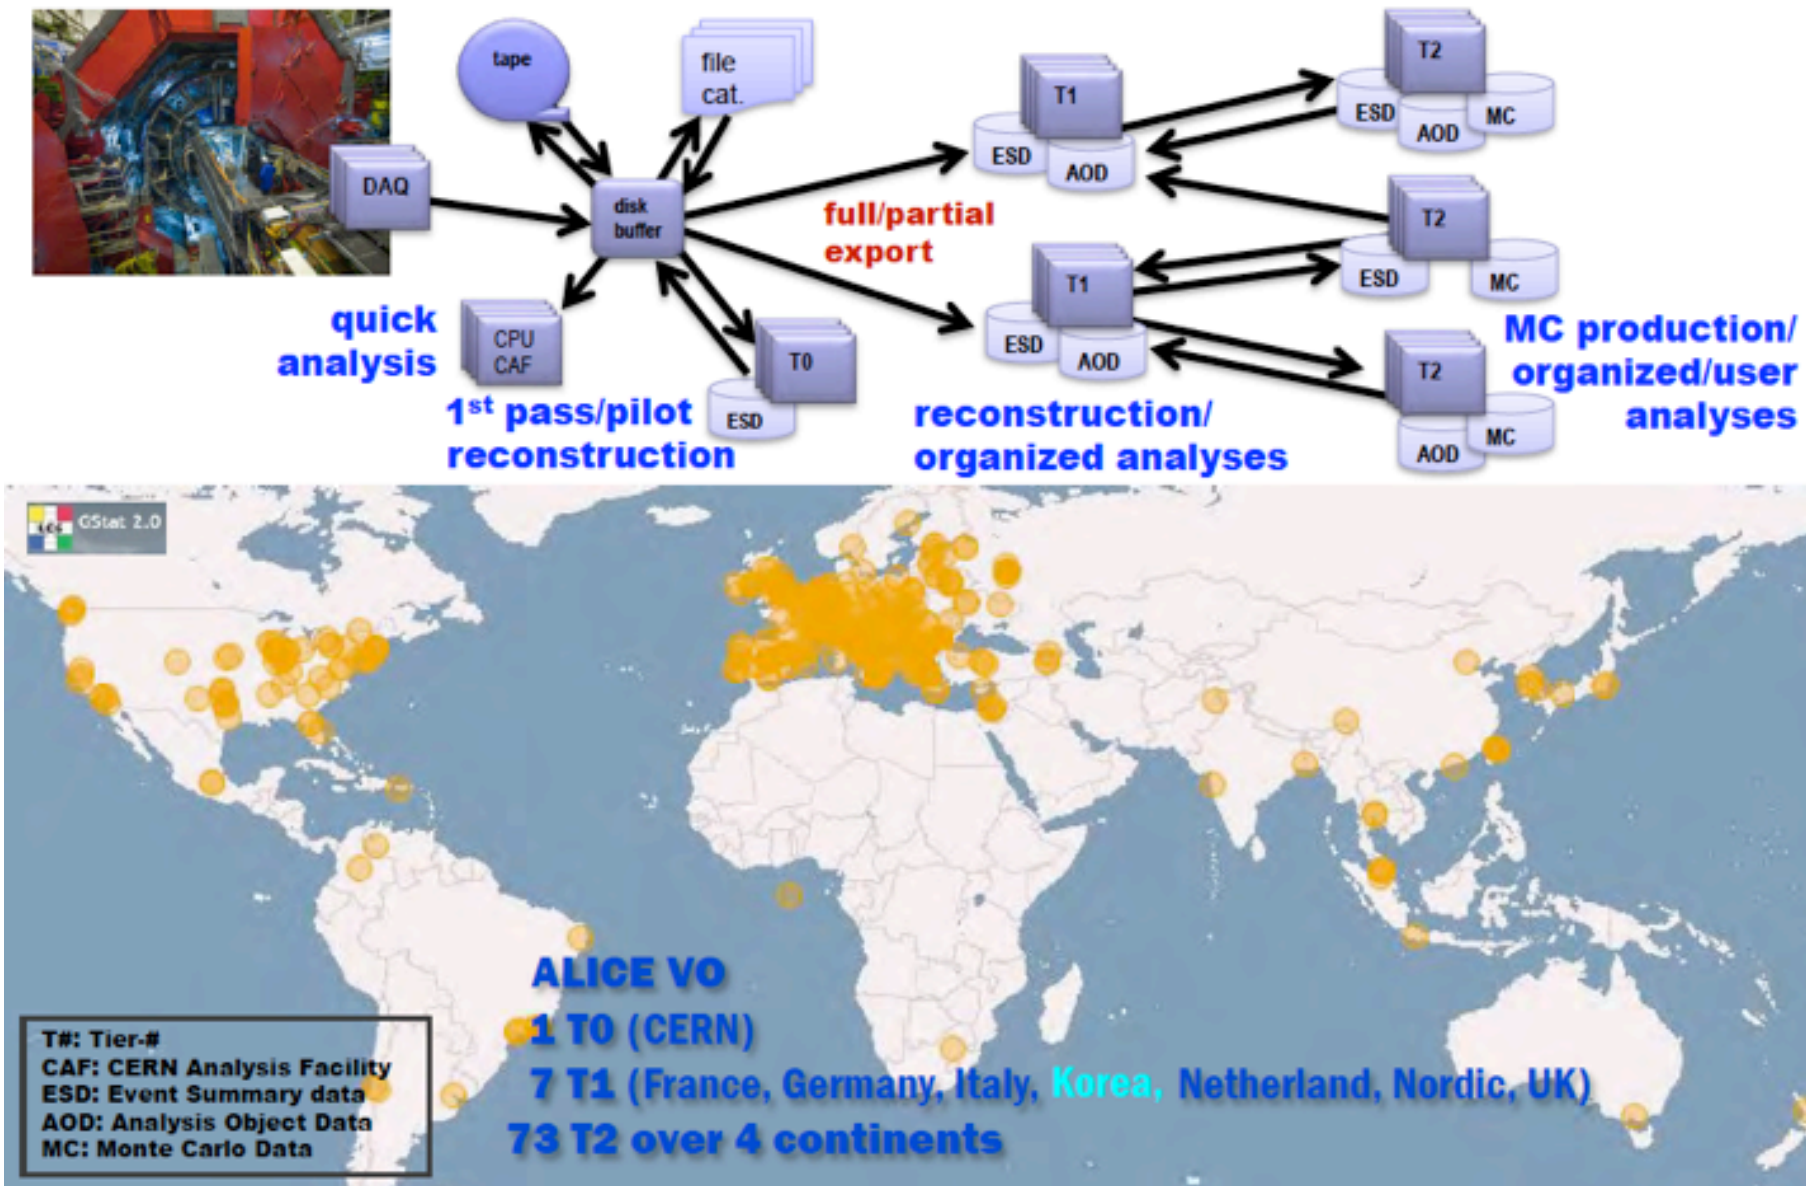 tape
file
cat.
DAQ
disk
buffer
T1
ESD
AOD
T2
ESD
AOD
MC
full/partial
export
T2
ESD
MC
T1
ESD
AOD
quick
analysis
CPU
CAF
T0
ESD
1st pass/pilot
reconstruction
reconstruction/
organized analyses
T2
AOD
MC
MC production/
organized/user
analyses
LCG
GStat 2.0
ALICE VO
1 T0 (CERN)
7 T1 (France, Germany, Italy, Korea, Netherland, Nordic, UK)
73 T2 over 4 continents
T#: Tier-#
CAF: CERN Analysis Facility
ESD: Event Summary data
AOD: Analysis Object Data
MC: Monte Carlo Data